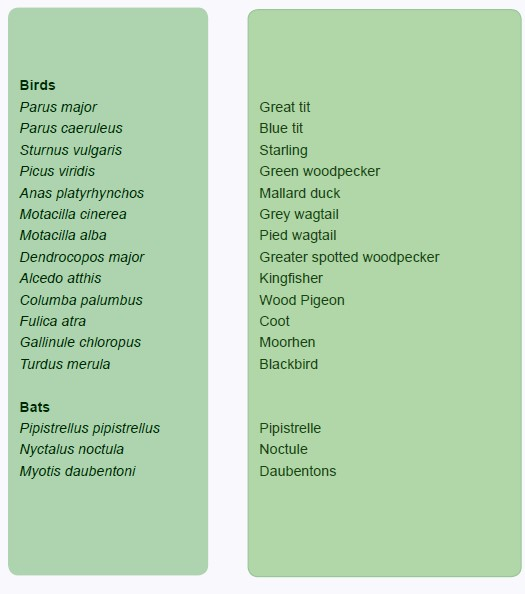 Birds
Parus major Great tit
Parus caeruleus Blue tit
Sturnus vulgaris Starling
Picus viridis Green woodpecker
Anas platyrhynchos Mallard duck
Motacilla cinerea Grey wagtail
Motacilla alba Pied wagtail
Dendrocopos major Greater spotted woodpecker
Alcedo atthis Kingfisher
Columba palumbus Wood Pigeon
Fulica atra Coot
Gallinule chloropus Moorhen
Turdus merula Blackbird
Bats
Pipistrellus pipistrellus Pipistrelle
Nyctalus noctula Noctule
Myotis daubentoni Daubentons